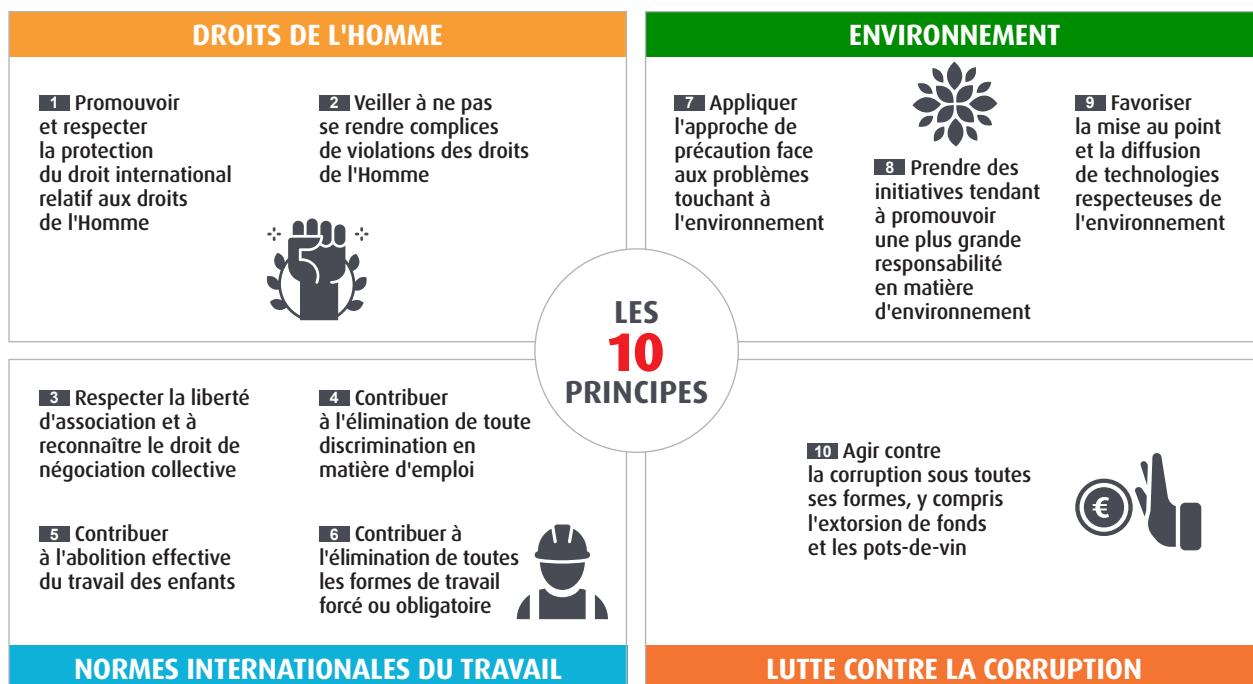 DROITS DE L'HOMME
1 Promouvoir
et respecter
la protection
du droit international
relatif aux droits
de l'Homme
2 Veiller à ne pas
se rendre complices
de violations des droits
de l'Homme
ENVIRONNEMENT
7 Appliquer
l'approche de
précaution face
aux problèmes
touchant à
l'environnement
8 Prendre des
initiatives tendant
à promouvoir
une plus grande
responsabilité
en matière
d'environnement
9 Favoriser
la mise au point
et la diffusion
de technologies
respecteuses de
l'environnement
LES
10
PRINCIPES
3 Respecter la liberté
d'association et à
reconnaître le droit de
négociation collective
4 Contribuer
à l'élimination de toute
discrimination en
matière d'emploi
5 Contribuer
à l'abolition effective
du travail des enfants
6 Contribuer à
l'élimination de toutes
les formes de travail
forcé ou obligatoire
NORMES INTERNATIONALES DU TRAVAIL
10 Agir contre
la corruption sous toutes
ses formes, y compris
l'extorsion de fonds
et les pots-de-vin
€
LUTTE CONTRE LA CORRUPTION